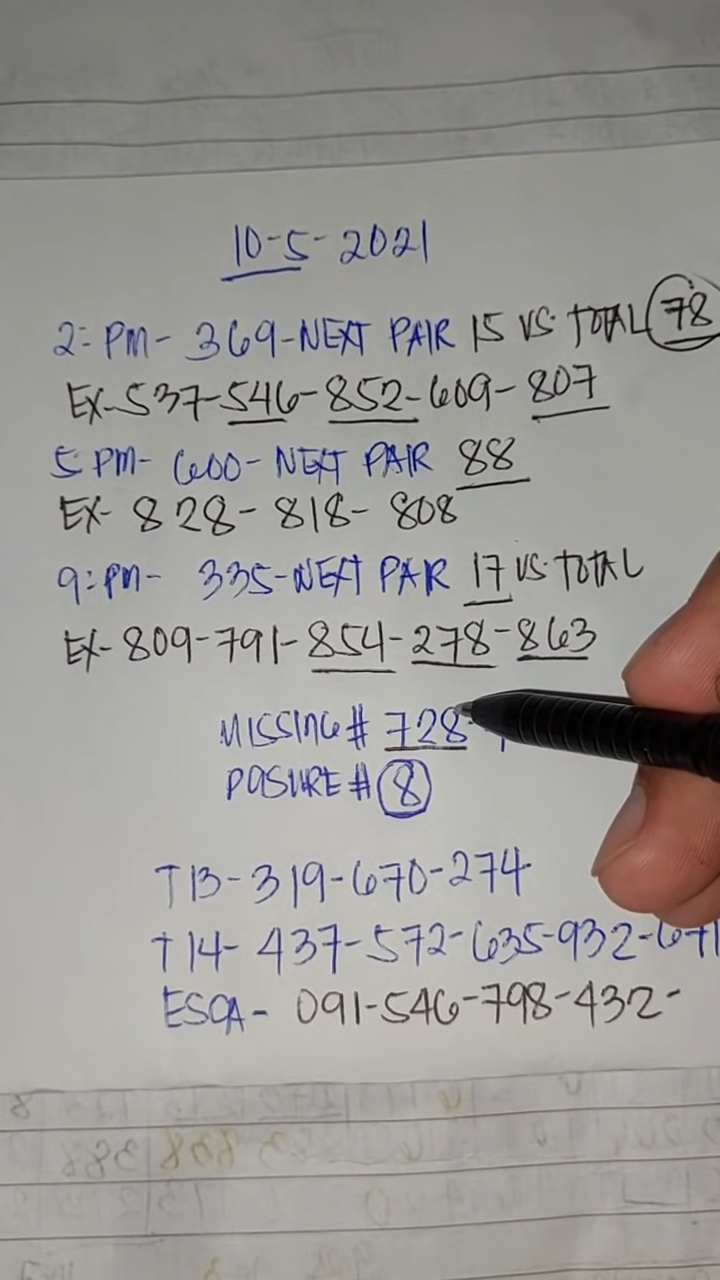 10-5-2021
2:PM- 369-NEXT PAIR 15 VS TOTAL 78
EX-537-546-852-609-807
5 PM- 600- NEXT PAIR 88
EX- 828-818-808
9:PM- 335-NEXT PAIR 17 VS TOTAL
EX-809-791-854-278-863
MISSING# 728
POSURE# 8
T13-319-670-274
T14-437-572-635-932-671
ESCA- 091-546-798-432-